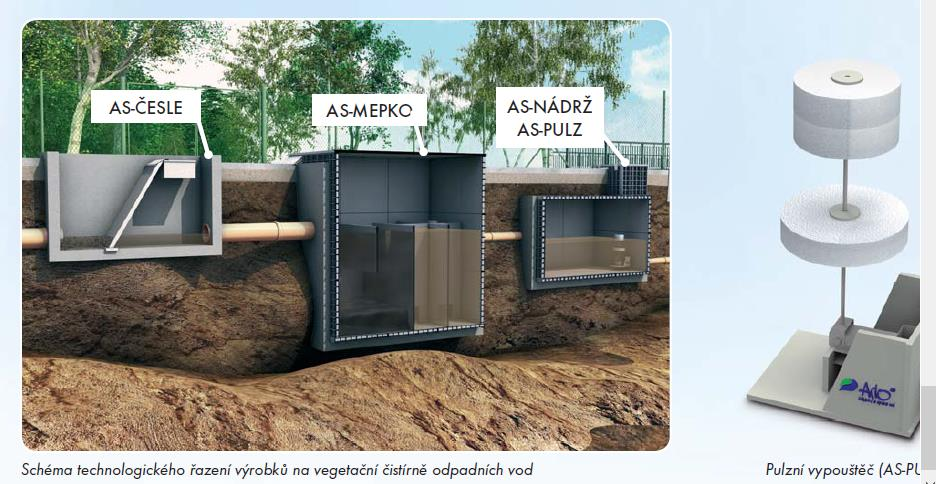 AS-ČESLE
AS-MEPKO
AS-NÁDRŽ
AS-PULZ
Schéma technologického řazení výrobků na vegetační čistírně odpadních vod
Pulzní vypouštěč (AS-PU